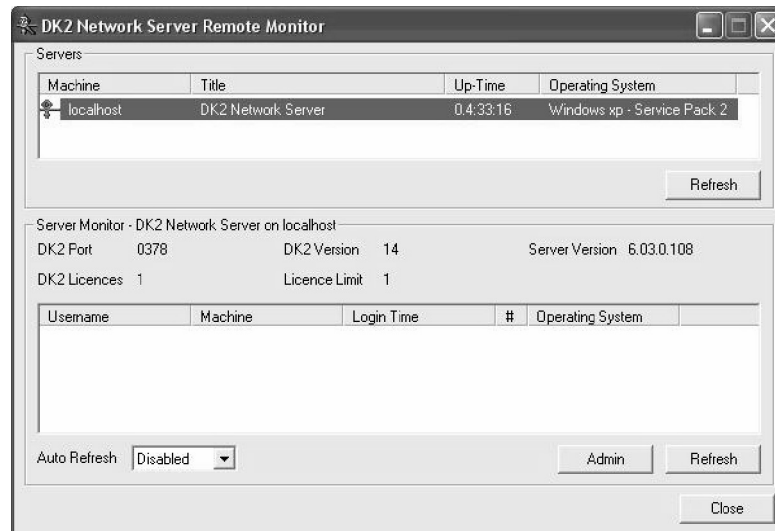 DK2 Network Server Remote Monitor
Servers
Machine Title Up-Time Operating System
localhost DK2 Network Server 0.4:33:16 Windows xp - Service Pack 2
Refresh
Server Monitor - DK2 Network Server on localhost
DK2 Port 0378 DK2 Version 14 Server Version 6.03.0.108
DK2 Licences 1 Licence Limit 1
Username Machine Login Time # Operating System
Auto Refresh Disabled Admin Refresh
Close